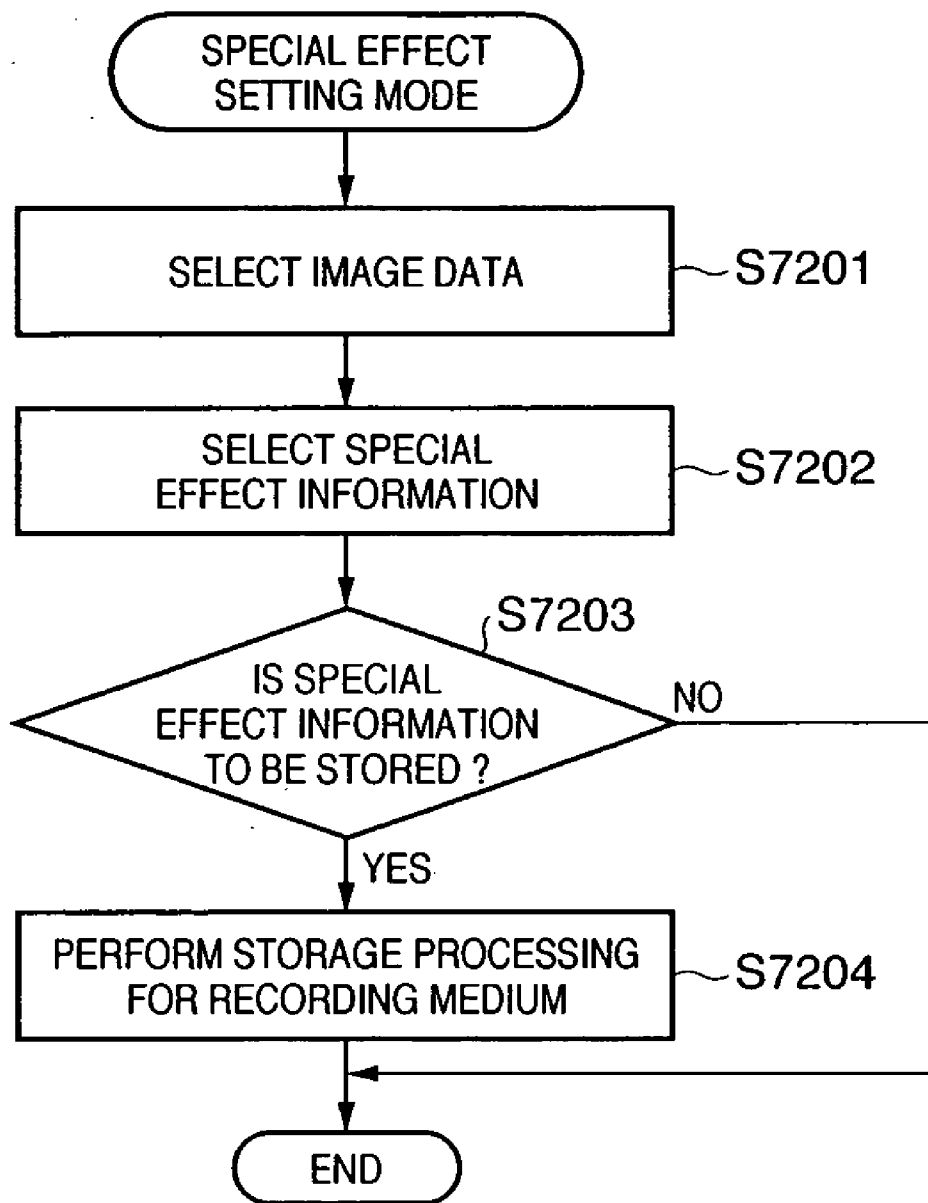 SPECIAL EFFECT
SETTING MODE
SELECT IMAGE DATA
S7201
SELECT SPECIAL
EFFECT INFORMATION
S7202
S7203
IS SPECIAL
EFFECT INFORMATION
TO BE STORED ?
NO
YES
PERFORM STORAGE PROCESSING
FOR RECORDING MEDIUM
S7204
END